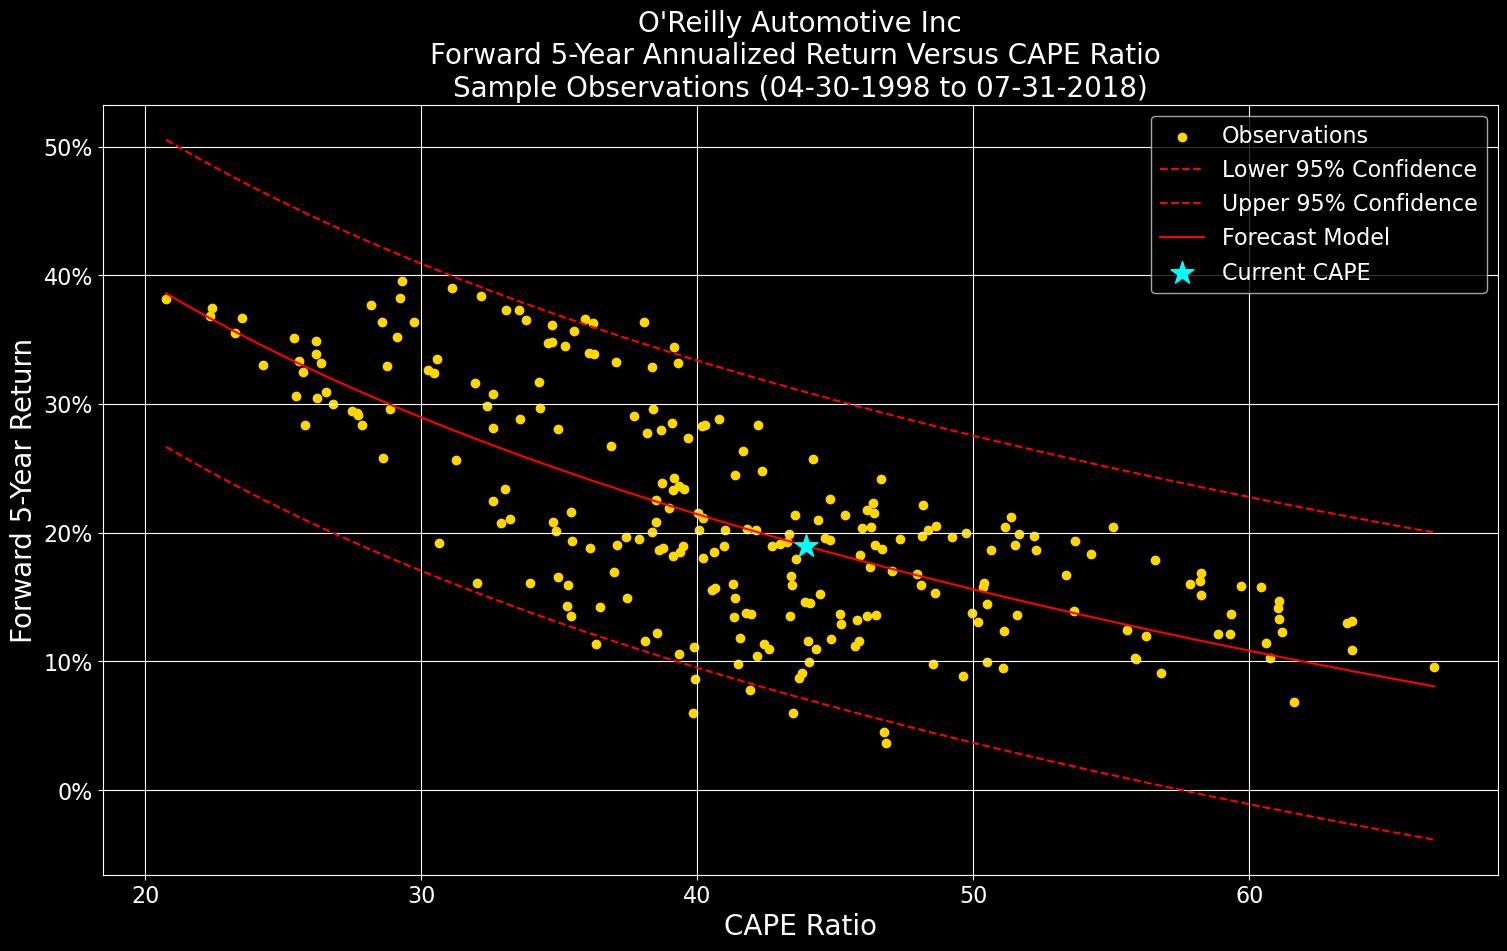 O'Reilly Automotive Inc
Forward 5-Year Annualized Return Versus CAPE Ratio
Sample Observations (04-30-1998 to 07-31-2018)
Observations
Lower 95% Confidence
Upper 95% Confidence
Forecast Model
Current CAPE
Forward 5-Year Return
50%
40%
30%
20%
10%
0%
20 30 40 50 60
CAPE Ratio